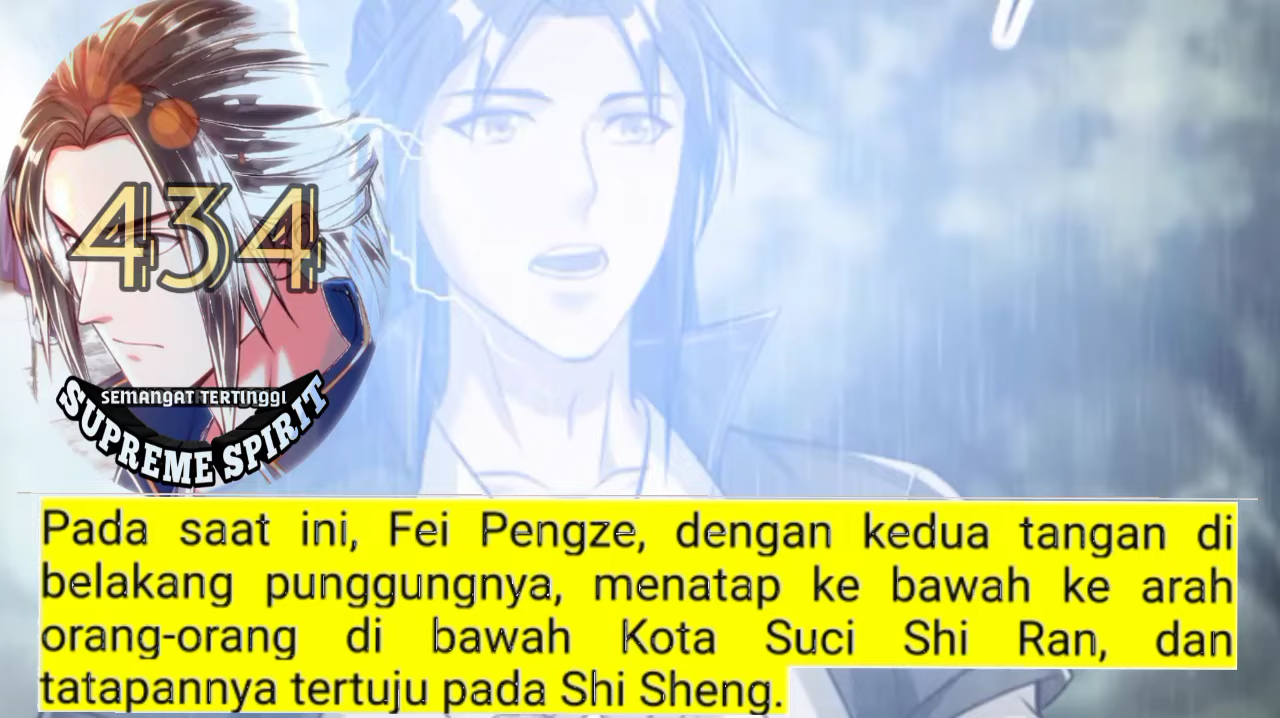 434
SEMANGAT TERTINGGI
SUPREME SPIRIT
Pada saat ini, Fei Pengze, dengan kedua tangan di
belakang punggungnya, menatap ke bawah ke arah
orang-orang di bawah Kota Suci Shi Ran, dan
tatapannya tertuju pada Shi Sheng.